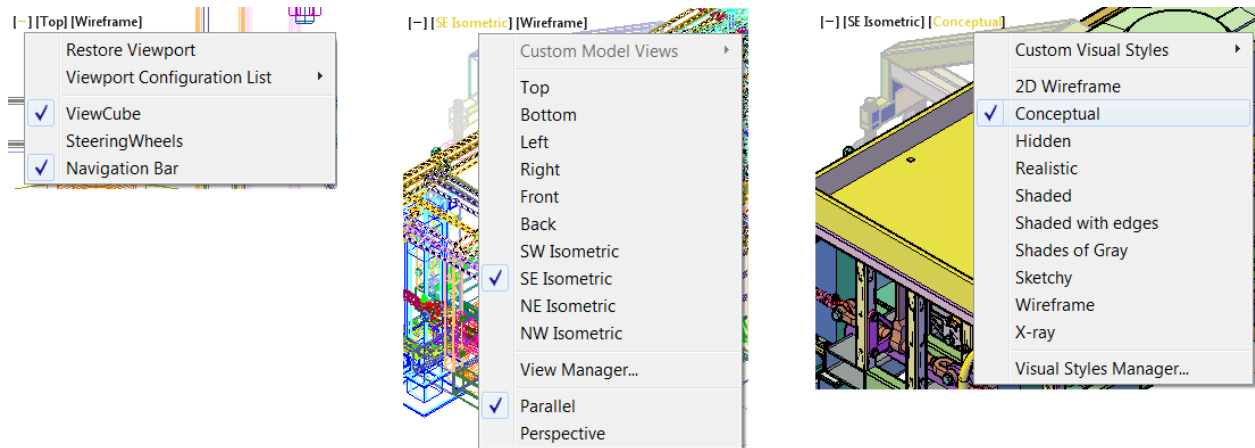 [−] [Top] [Wireframe]
Restore Viewport
Viewport Configuration List
ViewCube
SteeringWheels
Navigation Bar
[−] [SE Isometric] [Wireframe]
Custom Model Views
Top
Bottom
Left
Right
Front
Back
SW Isometric
SE Isometric
NE Isometric
NW Isometric
View Manager...
Parallel
Perspective
[−] [SE Isometric] [Conceptual]
Custom Visual Styles
2D Wireframe
Conceptual
Hidden
Realistic
Shaded
Shaded with edges
Shades of Gray
Sketchy
Wireframe
X-ray
Visual Styles Manager...